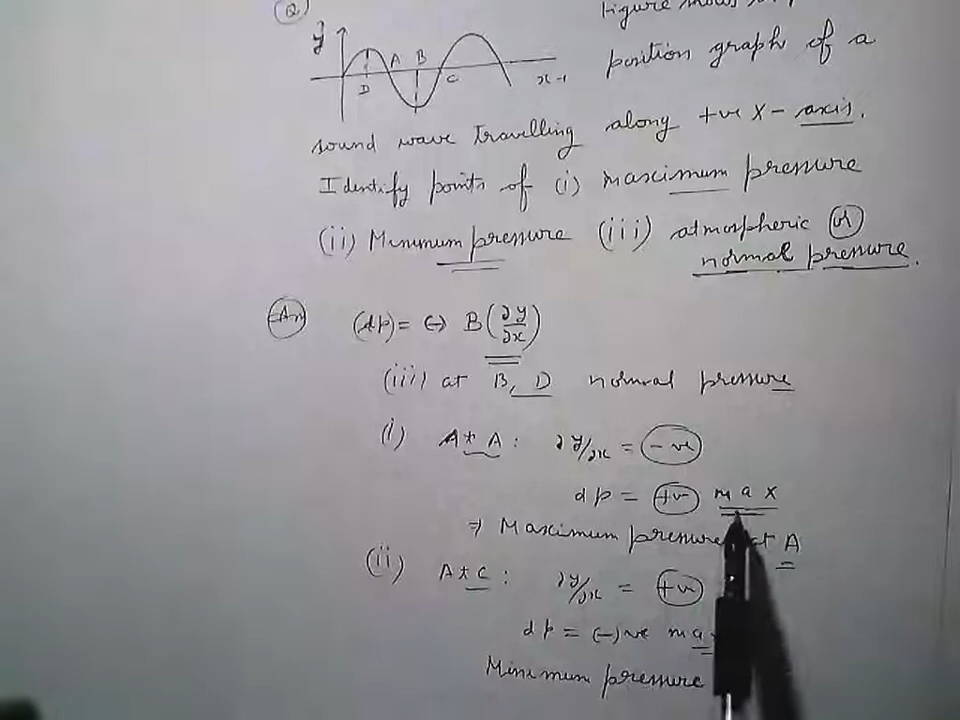 (Q)
Figure shows
y
A B
position graph of a
D C x→
sound wave travelling along +ve x- axis.
Identify points of (i) maximum pressure
(ii) Minimum pressure (iii) atmospheric or
normal pressure.
Ans (dp) = (-) B(∂y/∂x)
(iii) at B, D normal pressure
(i) At A : ∂y/∂x = -ve
dp = +ve max
⇒ Maximum pressure at A
(ii) At C : ∂y/∂x = +ve
dp = (-)ve
Minimum pressure